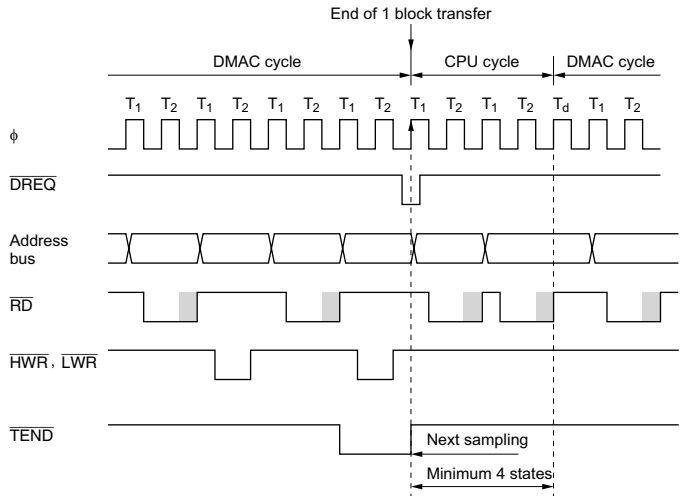 End of 1 block transfer
DMAC cycle CPU cycle DMAC cycle
T1 T2 T1 T2 T1 T2 T1 T2 T1 T2 T1 T2 Td T1 T2
ϕ
DREQ
Address
bus
RD
HWR, LWR
TEND
Next sampling
Minimum 4 states